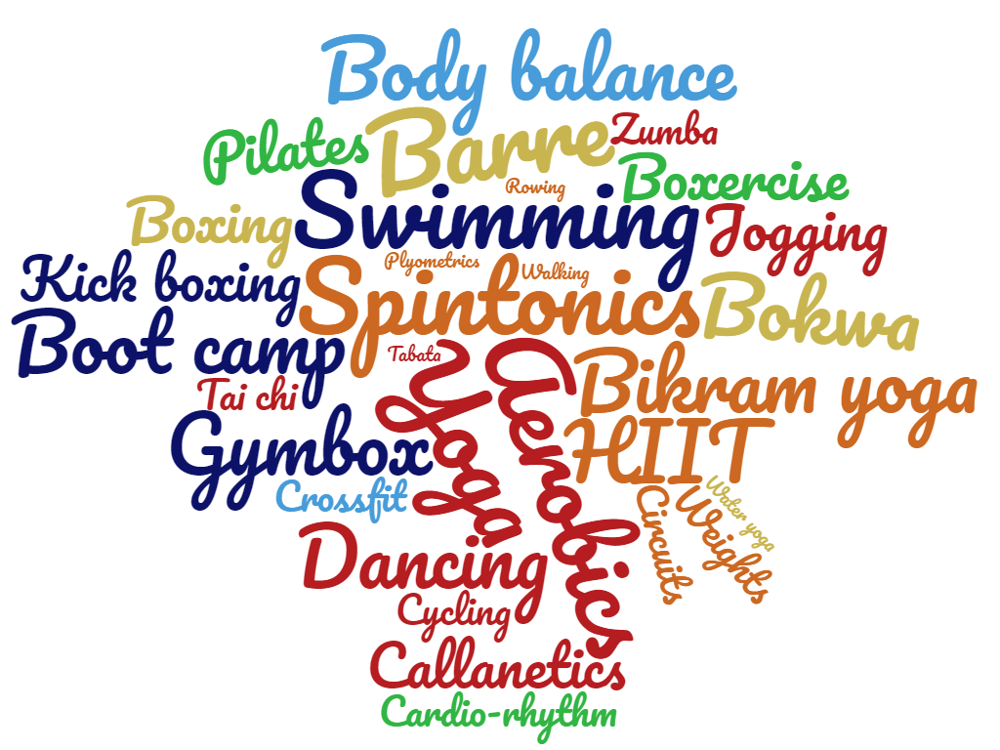 Body balance
Pilates
Barre
Zumba
Rowing
Boxercise
Boxing
Swimming
Jogging
Kick boxing
Plyometrics
Walking
Spintonics
Bokwa
Boot camp
Tabata
Tai chi
Yoga
Aerobics
Bikram yoga
Gymbox
HIIT
Crossfit
Circuits
Weights
Water yoga
Dancing
Cycling
Callanetics
Cardio-rhythm